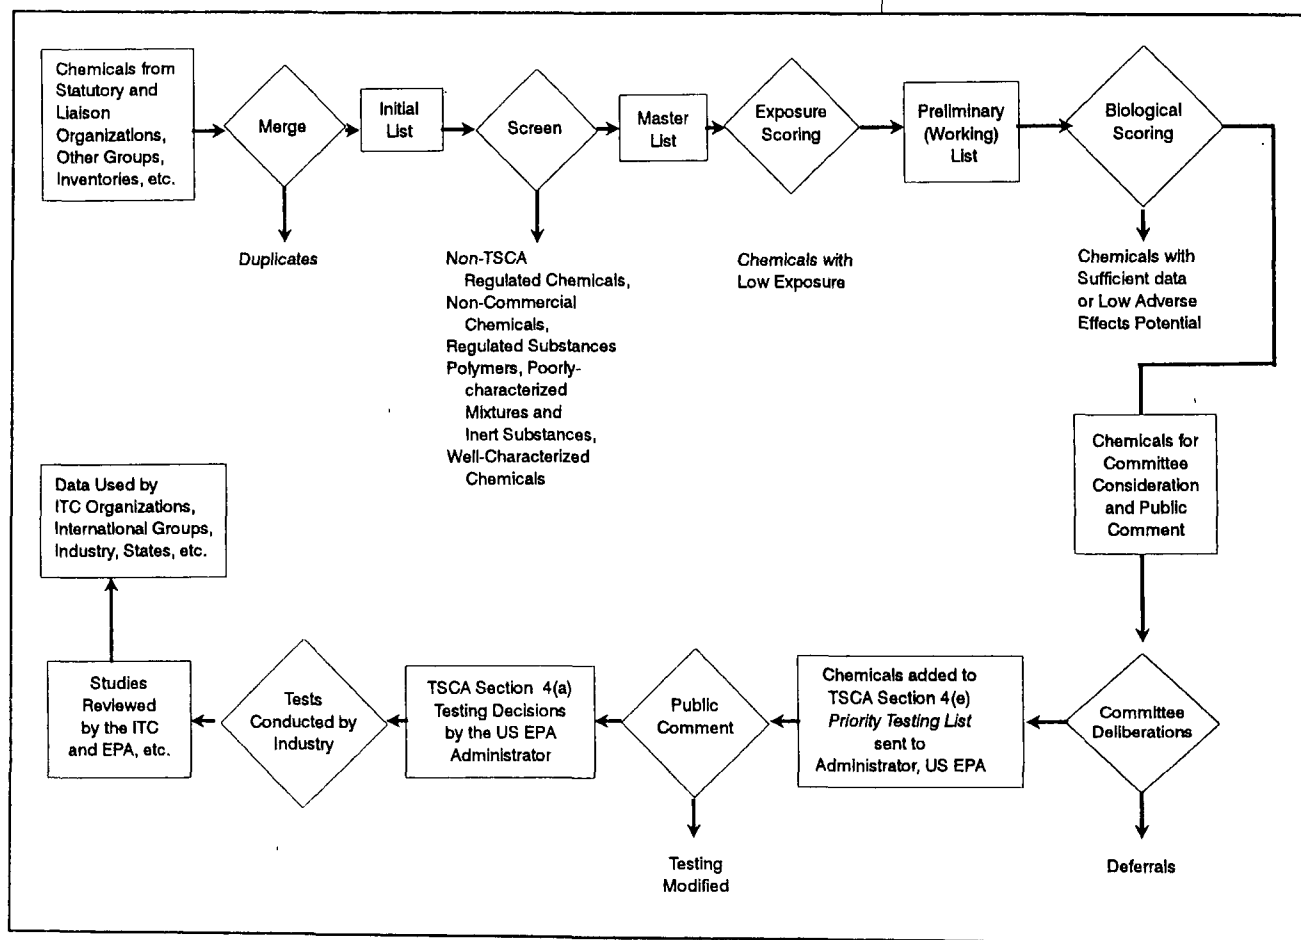 Chemicals from
Statutory and
Liaison
Organizations,
Other Groups,
Inventories, etc.
Merge
Initial
List
Screen
Master
List
Exposure
Scoring
Preliminary
(Working)
List
Biological
Scoring
Duplicates
Non-TSCA
Regulated Chemicals,
Non-Commercial
Chemicals,
Regulated Substances
Polymers, Poorly-
characterized
Mixtures and
Inert Substances,
Well-Characterized
Chemicals
Chemicals with
Low Exposure
Chemicals with
Sufficient data
or Low Adverse
Effects Potential
Chemicals for
Committee
Consideration
and Public
Comment
Data Used by
ITC Organizations,
International Groups,
Industry, States, etc.
Studies
Reviewed
by the ITC
and EPA, etc.
Tests
Conducted by
Industry
TSCA Section 4(a)
Testing Decisions
by the US EPA
Administrator
Public
Comment
Chemicals added to
TSCA Section 4(e)
Priority Testing List
sent to
Administrator, US EPA
Committee
Deliberations
Testing
Modified
Deferrals